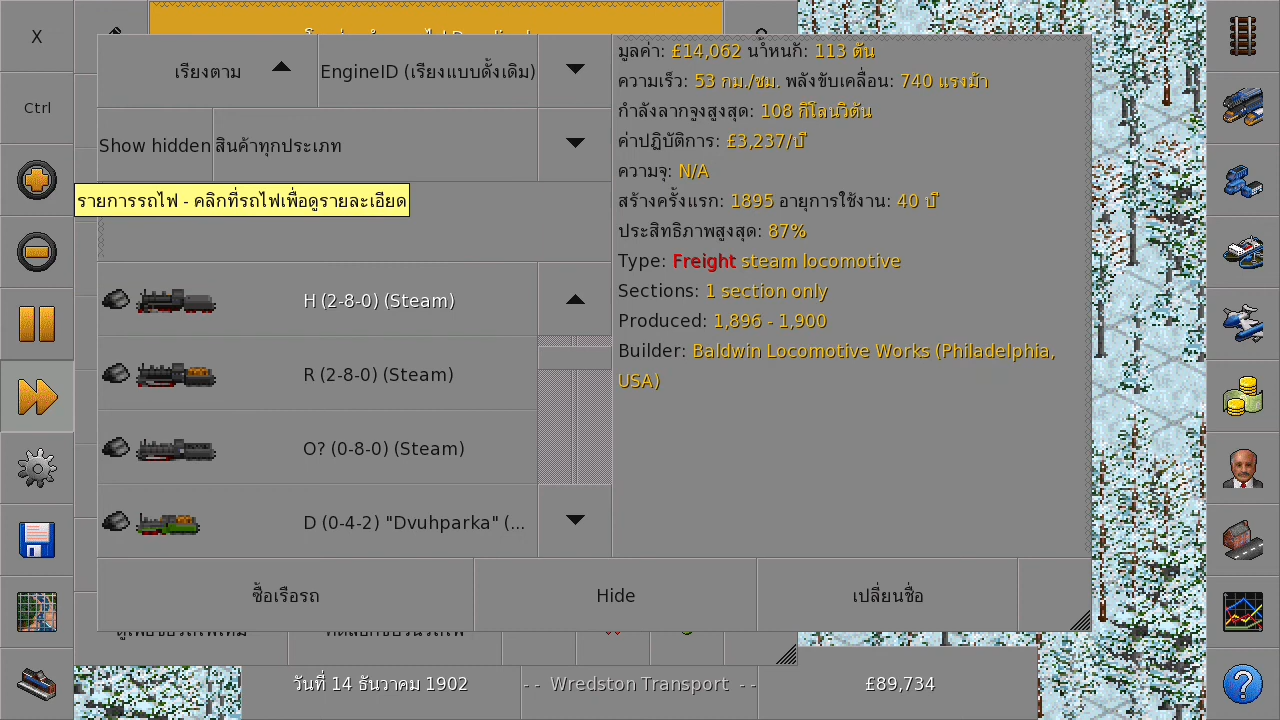 X
Ctrl
เรียงตาม
EngineID (เรียงแบบดั้งเดิม)
Show hidden
สินค้าทุกประเภท
รายการรถไฟ - คลิกที่รถไฟเพื่อดูรายละเอียด
H (2-8-0) (Steam)
R (2-8-0) (Steam)
O? (0-8-0) (Steam)
D (0-4-2) "Dvuhparka" (...
มูลค่า: £14,062 น้ำหนัก: 113 ตัน
ความเร็ว: 53 กม./ชม. พลังขับเคลื่อน: 740 แรงม้า
กำลังลากจูงสูงสุด: 108 กิโลนิวตัน
ค่าปฏิบัติการ: £3,237/ปี
ความจุ: N/A
สร้างครั้งแรก: 1895 อายุการใช้งาน: 40 ปี
ประสิทธิภาพสูงสุด: 87%
Type: Freight steam locomotive
Sections: 1 section only
Produced: 1,896 - 1,900
Builder: Baldwin Locomotive Works (Philadelphia,
USA)
ซื้อเรือรถ
Hide
เปลี่ยนชื่อ
วันที่ 14 ธันวาคม 1902
- - Wredston Transport - -
£89,734